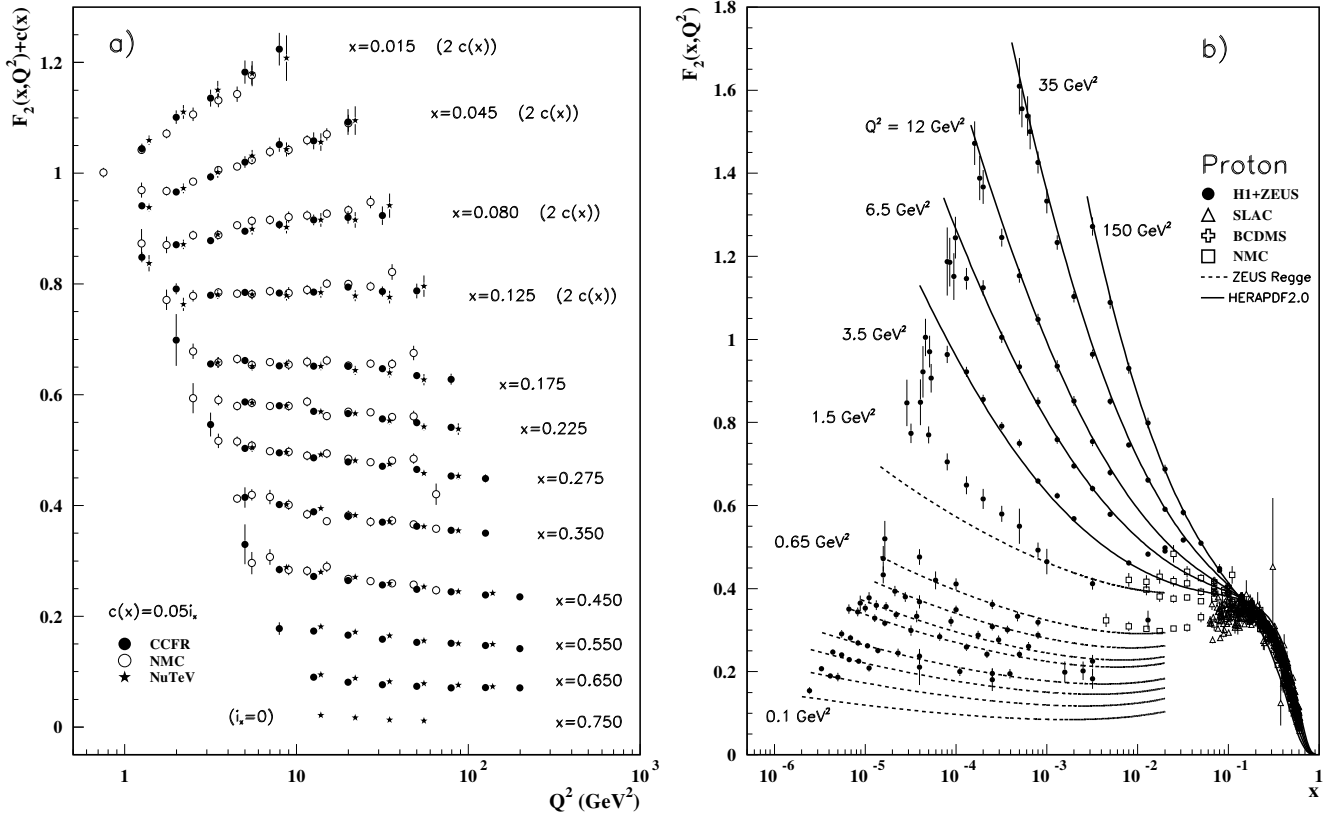 F₂(x,Q²)+c(x)
a)
1.2
1
0.8
0.6
0.4
0.2
0
x=0.015 (2 c(x))
x=0.045 (2 c(x))
x=0.080 (2 c(x))
x=0.125 (2 c(x))
x=0.175
x=0.225
x=0.275
x=0.350
x=0.450
x=0.550
x=0.650
x=0.750
c(x)=0.05iₓ
CCFR
NMC
NuTeV
(iₓ=0)
1
10
10²
10³
Q² (GeV²)
F₂(x,Q²)
b)
1.8
1.6
1.4
1.2
1
0.8
0.6
0.4
0.2
0
35 GeV²
Q² = 12 GeV²
6.5 GeV²
150 GeV²
3.5 GeV²
1.5 GeV²
0.65 GeV²
0.1 GeV²
Proton
H1+ZEUS
SLAC
BCDMS
NMC
ZEUS Regge
HERAPDF2.0
10⁻⁶
10⁻⁵
10⁻⁴
10⁻³
10⁻²
10⁻¹
1
x